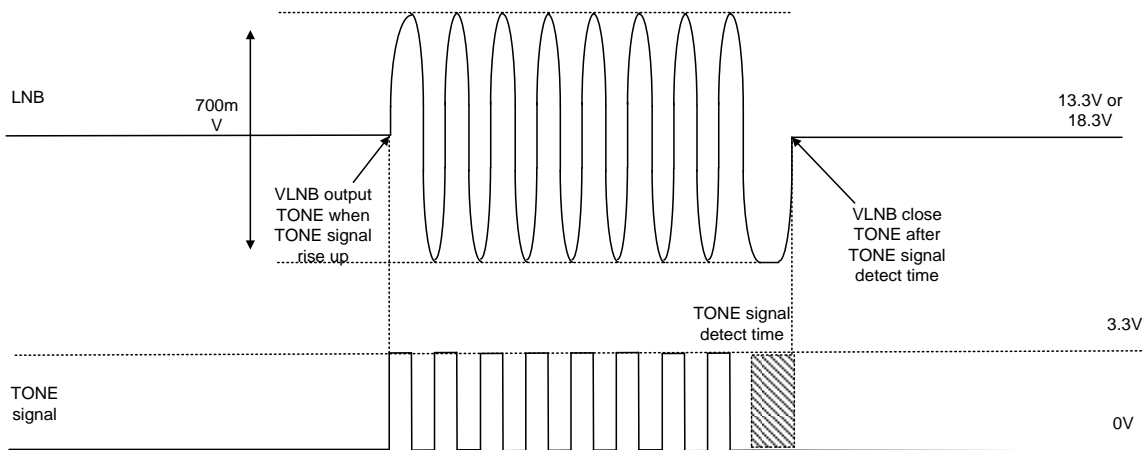 LNB
700m
V
13.3V or
18.3V
VLNB output
TONE when
TONE signal
rise up
VLNB close
TONE after
TONE signal
detect time
TONE signal
detect time
3.3V
TONE
signal
0V